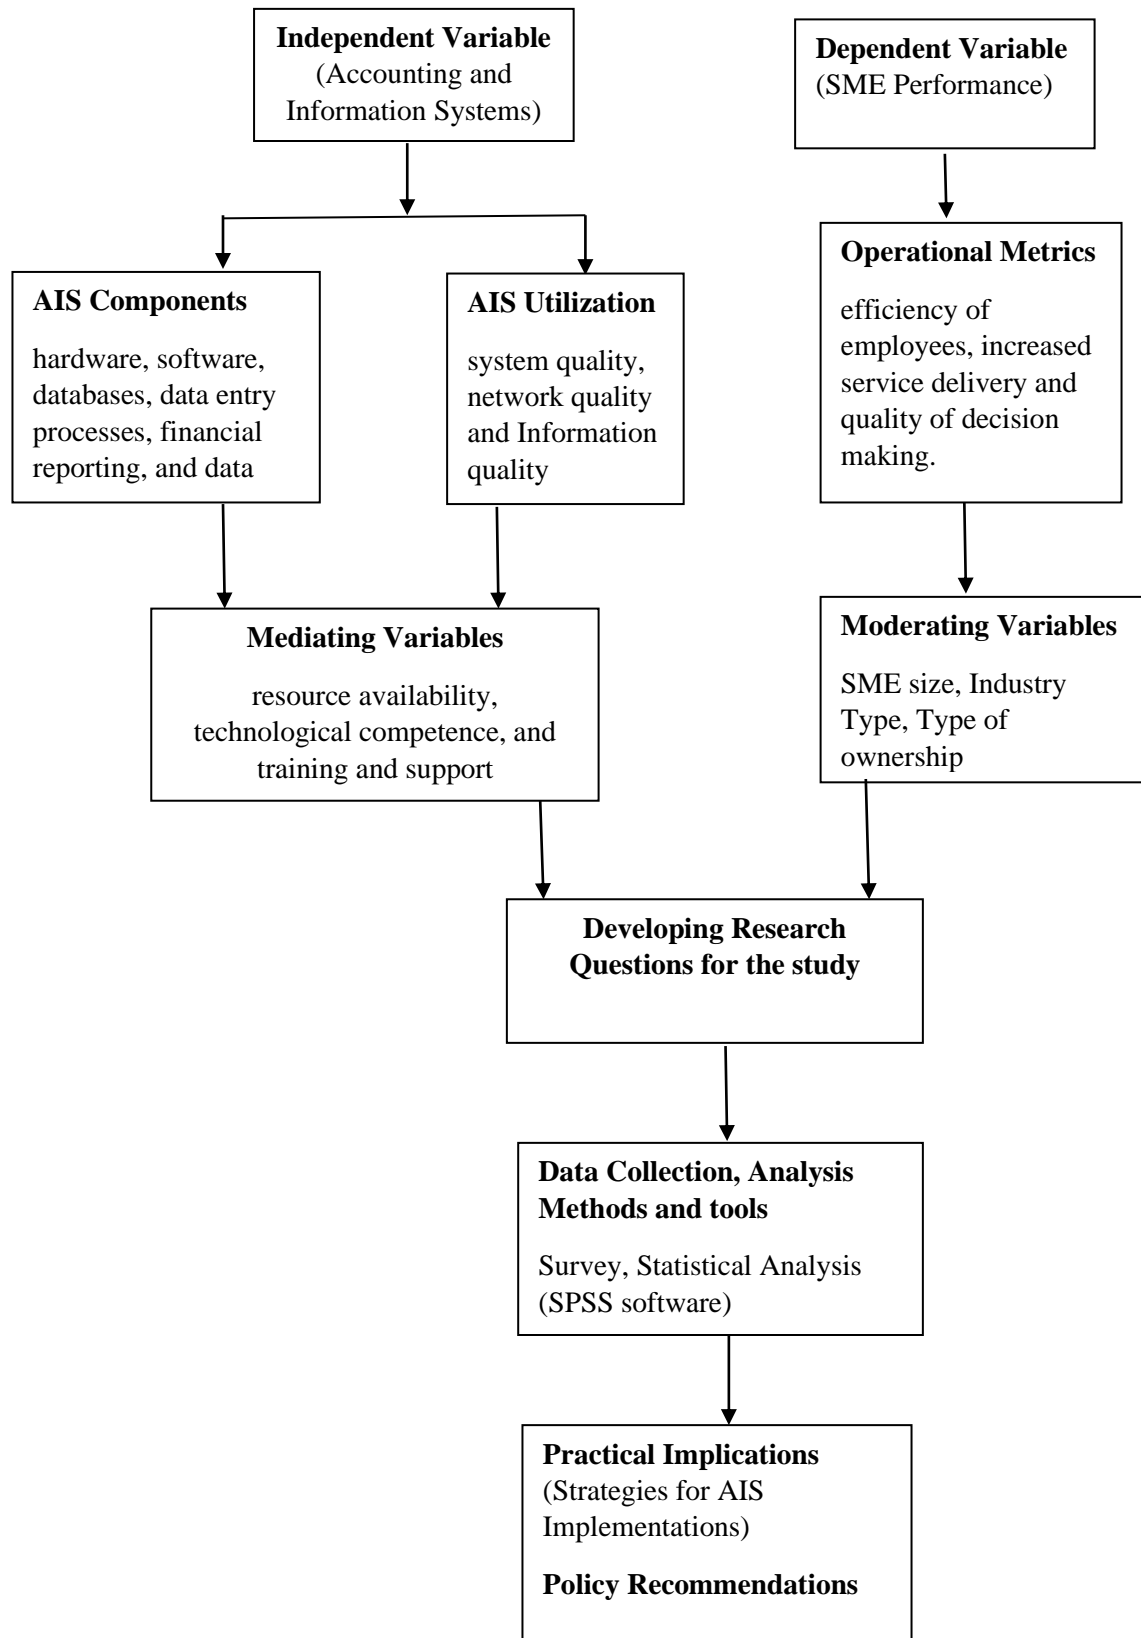 Independent Variable
(Accounting and
Information Systems)
Dependent Variable
(SME Performance)
AIS Components
hardware, software,
databases, data entry
processes, financial
reporting, and data
AIS Utilization
system quality,
network quality
and Information
quality
Operational Metrics
efficiency of
employees, increased
service delivery and
quality of decision
making.
Mediating Variables
resource availability,
technological competence, and
training and support
Moderating Variables
SME size, Industry
Type, Type of
ownership
Developing Research
Questions for the study
Data Collection, Analysis
Methods and tools
Survey, Statistical Analysis
(SPSS software)
Practical Implications
(Strategies for AIS
Implementations)
Policy Recommendations